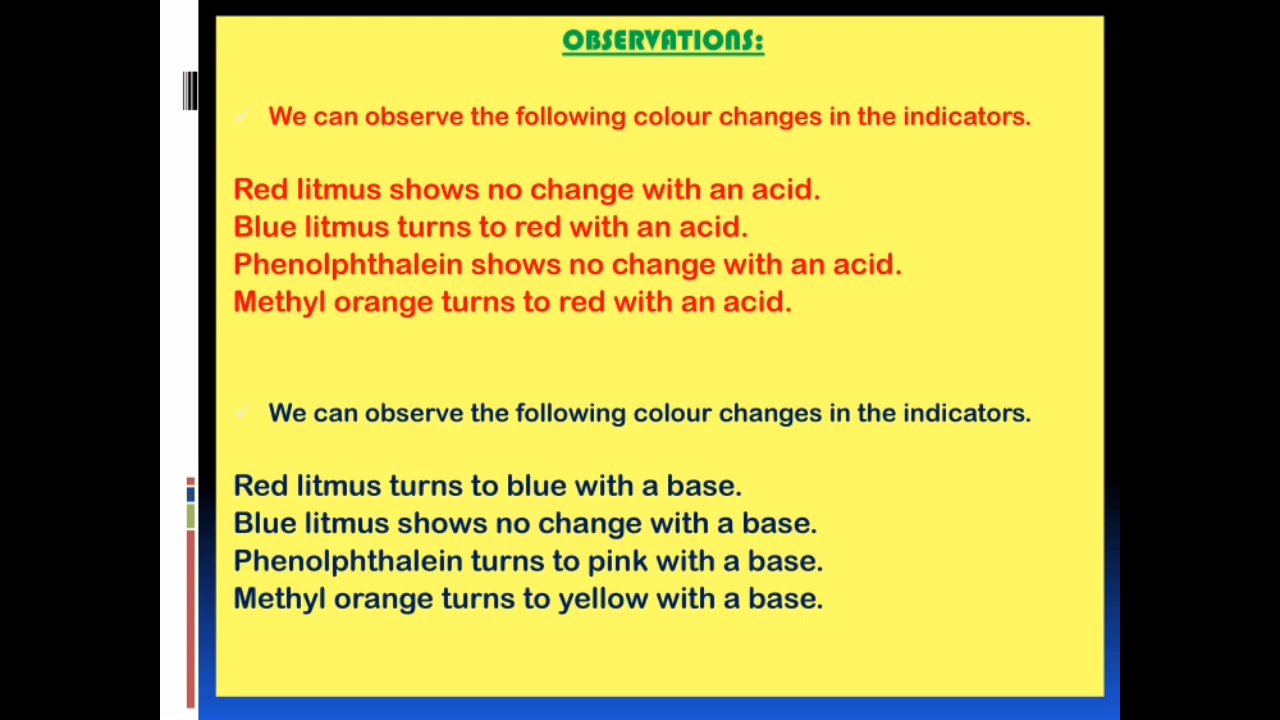 OBSERVATIONS:
We can observe the following colour changes in the indicators.
Red litmus shows no change with an acid.
Blue litmus turns to red with an acid.
Phenolphthalein shows no change with an acid.
Methyl orange turns to red with an acid.
We can observe the following colour changes in the indicators.
Red litmus turns to blue with a base.
Blue litmus shows no change with a base.
Phenolphthalein turns to pink with a base.
Methyl orange turns to yellow with a base.